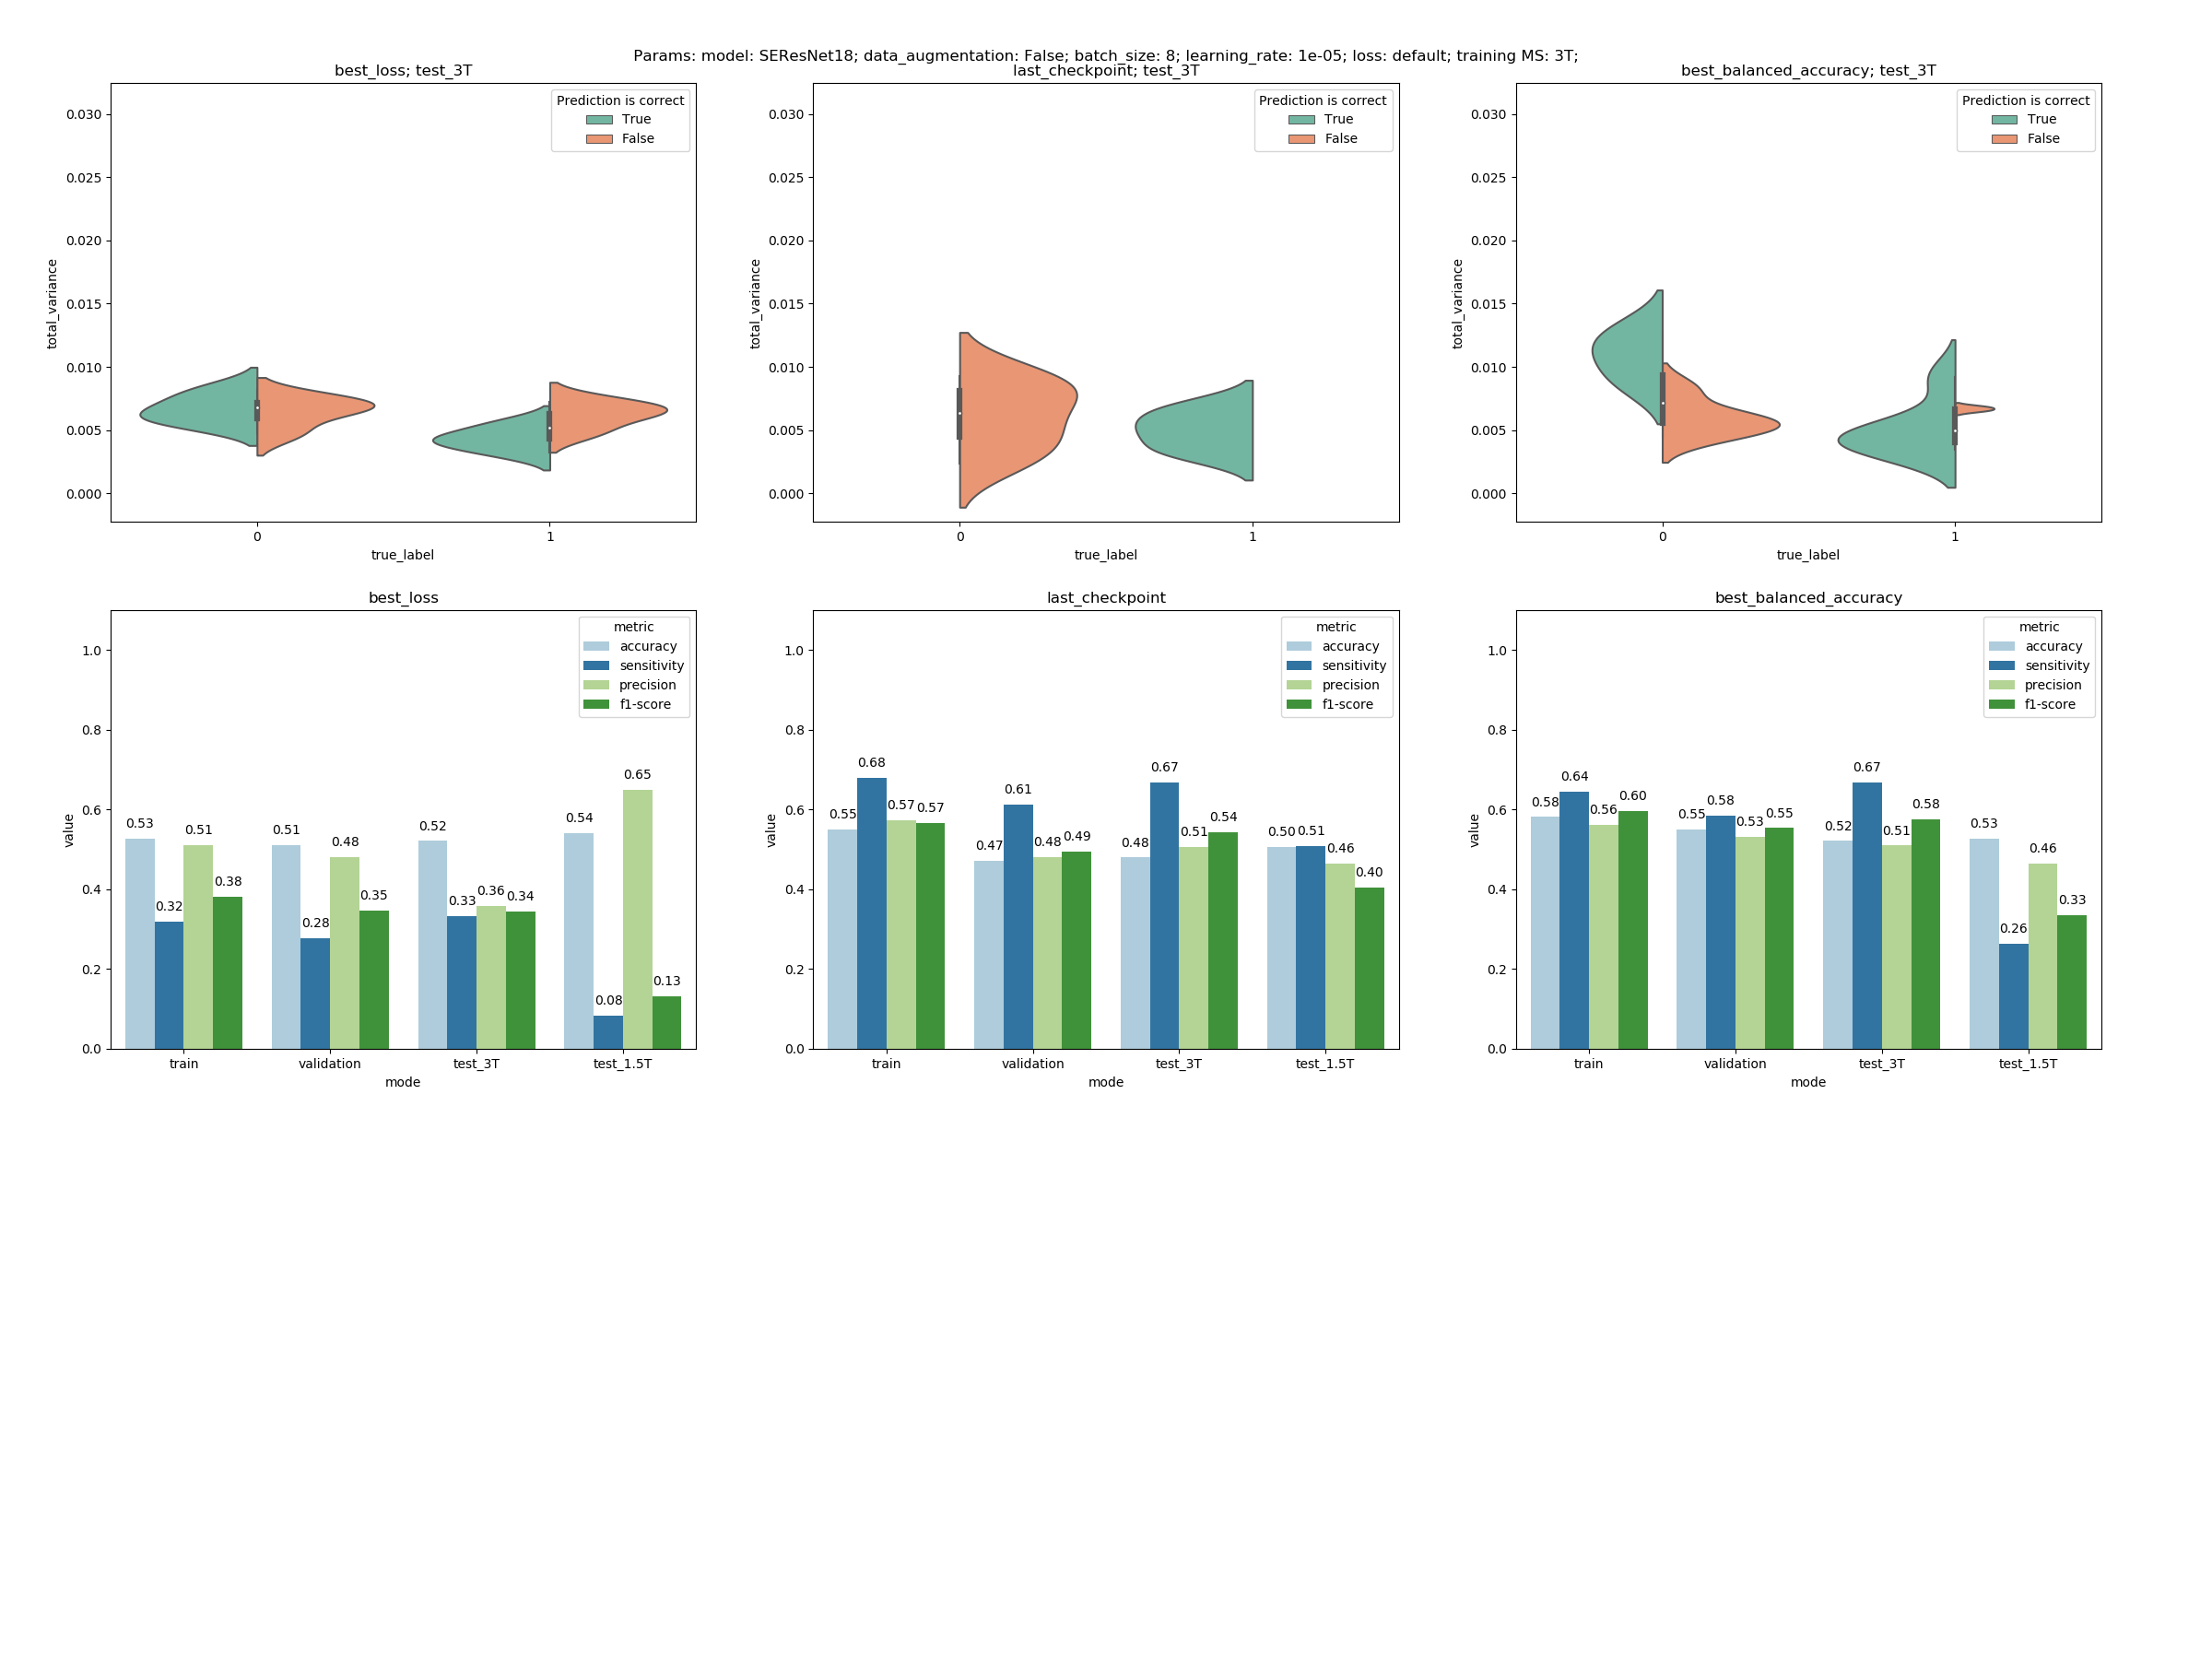 Params: model: SEResNet18; data_augmentation: False; batch_size: 8; learning_rate: 1e-05; loss: default; training MS: 3T;
best_loss; test_3T
Prediction is correct
True
False
0.030
0.025
0.020
0.015
0.010
0.005
0.000
total_variance
0 1
true_label
last_checkpoint; test_3T
Prediction is correct
True
False
0.030
0.025
0.020
0.015
0.010
0.005
0.000
total_variance
0 1
true_label
best_balanced_accuracy; test_3T
Prediction is correct
True
False
0.030
0.025
0.020
0.015
0.010
0.005
0.000
total_variance
0 1
true_label
best_loss
metric
accuracy
sensitivity
precision
f1-score
1.0
0.8
0.6
0.4
0.2
0.0
value
0.53 0.32 0.51 0.38
0.51 0.28 0.48 0.35
0.52 0.33 0.36 0.34
0.54 0.08 0.65 0.13
train validation test_3T test_1.5T
mode
last_checkpoint
metric
accuracy
sensitivity
precision
f1-score
1.0
0.8
0.6
0.4
0.2
0.0
value
0.55 0.68 0.57 0.57
0.47 0.61 0.48 0.49
0.48 0.67 0.51 0.54
0.50 0.51 0.46 0.40
train validation test_3T test_1.5T
mode
best_balanced_accuracy
metric
accuracy
sensitivity
precision
f1-score
1.0
0.8
0.6
0.4
0.2
0.0
value
0.58 0.64 0.56 0.60
0.55 0.58 0.53 0.55
0.52 0.67 0.51 0.58
0.53 0.26 0.46 0.33
train validation test_3T test_1.5T
mode